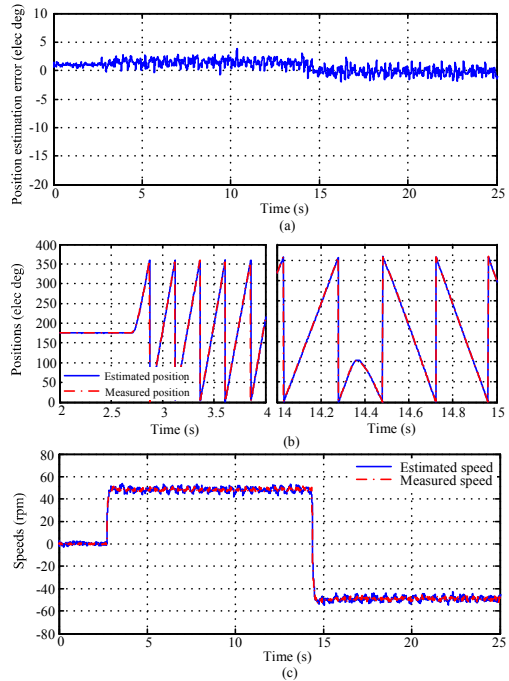 10
5
0
-5
-10
-15
-20
0 5 10 15 20 25
Position estimation error (elec deg)
Time (s)
(a)
400
350
300
250
200
150
100
50
0
2 2.5 3 3.5 4
14 14.2 14.4 14.6 14.8 15
Positions (elec deg)
Estimated position
Measured position
Time (s)
Time (s)
(b)
80
60
40
20
0
-20
-40
-60
-80
0 5 10 15 20 25
Speeds (rpm)
Estimated speed
Measured speed
Time (s)
(c)